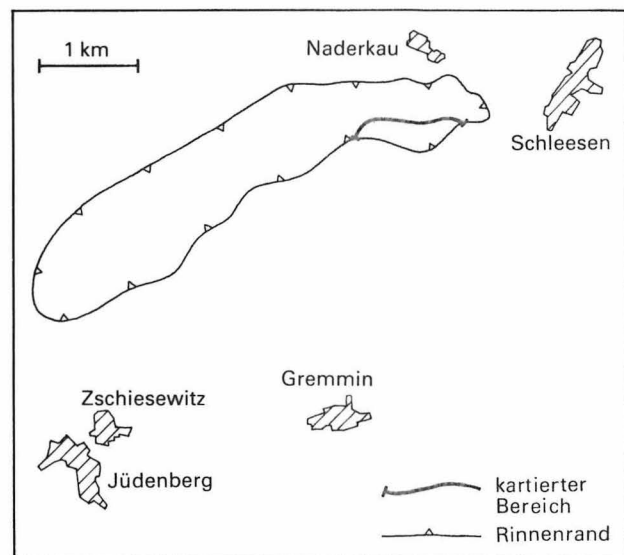 1 km
Naderkau
Schleesen
Gremmin
Zschiesewitz
Jüdenberg
kartierter
Bereich
Rinnenrand